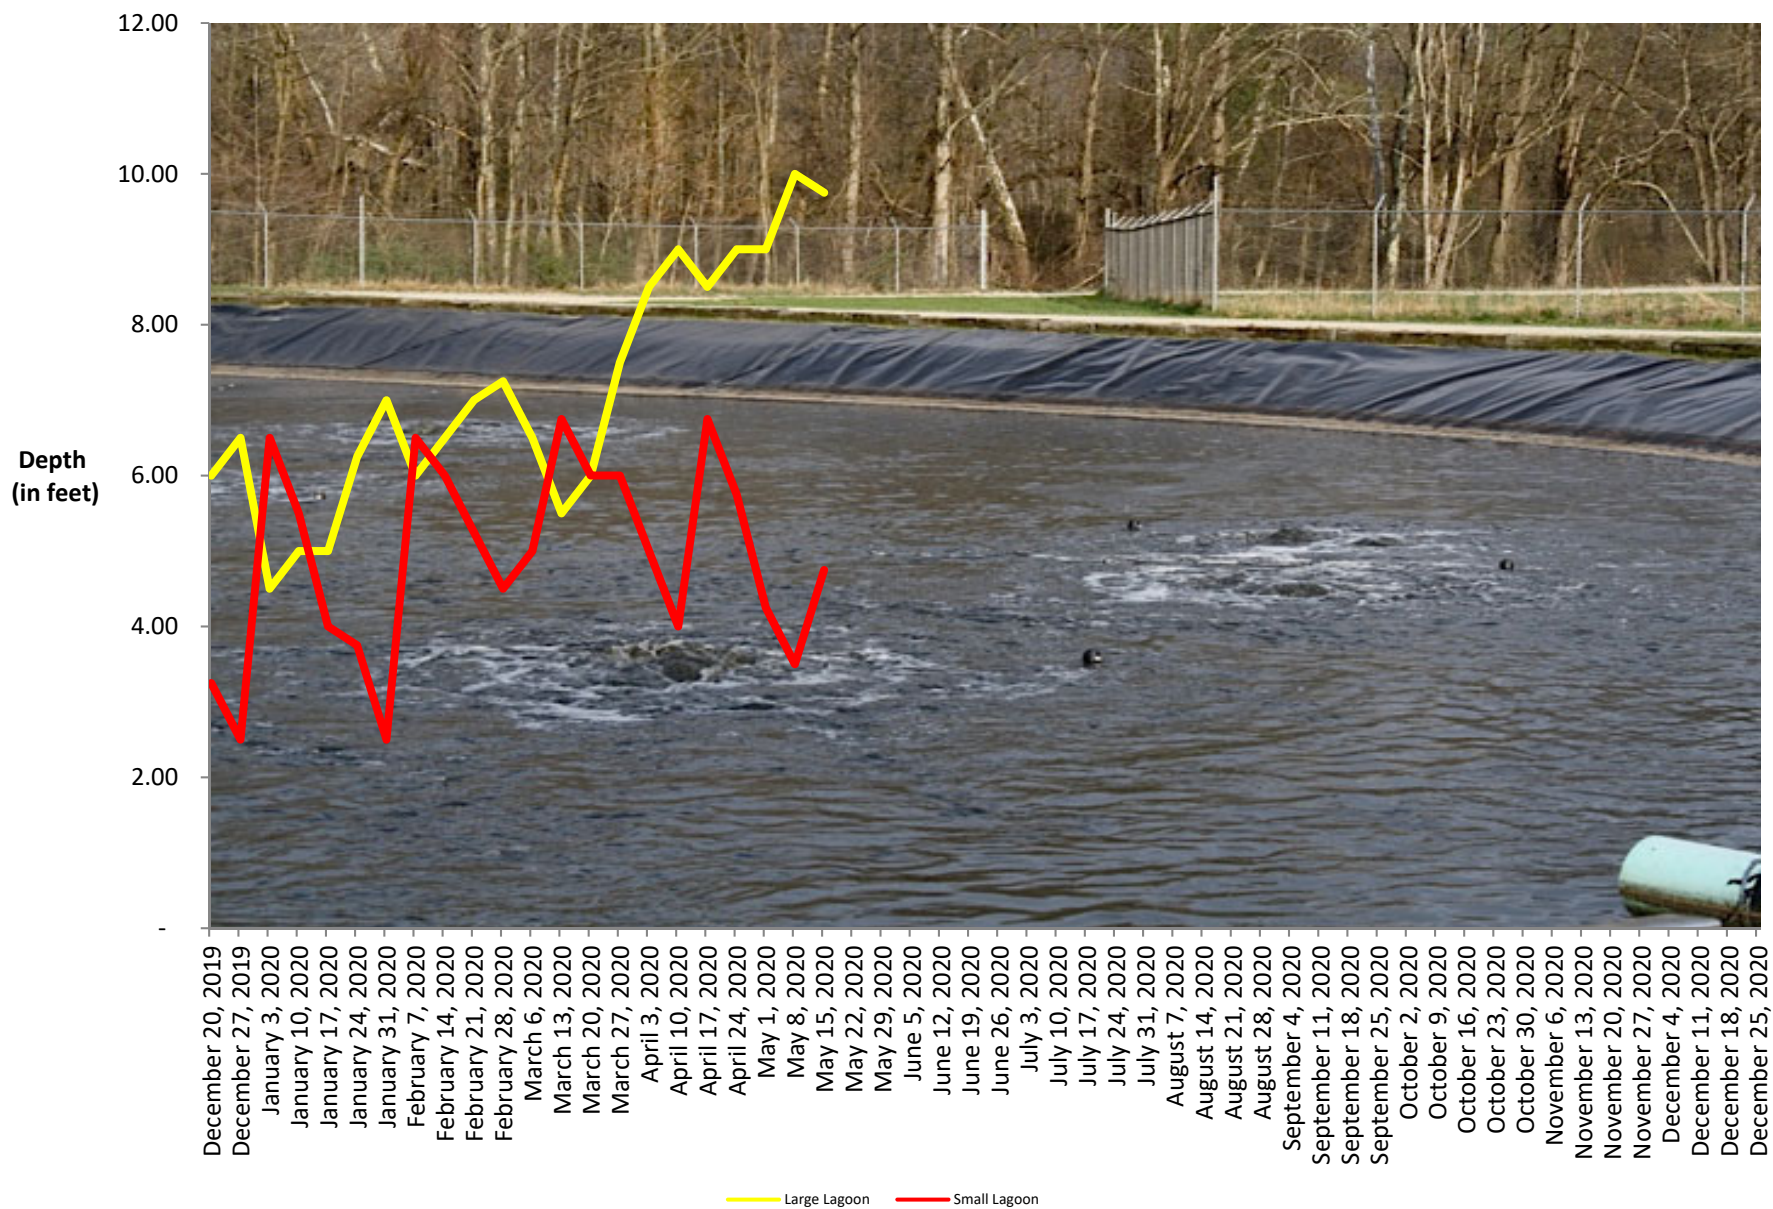 12.00
10.00
8.00
6.00
4.00
2.00
-
Depth
(in feet)
December 20, 2019
December 27, 2019
January 3, 2020
January 10, 2020
January 17, 2020
January 24, 2020
January 31, 2020
February 7, 2020
February 14, 2020
February 21, 2020
February 28, 2020
March 6, 2020
March 13, 2020
March 20, 2020
March 27, 2020
April 3, 2020
April 10, 2020
April 17, 2020
April 24, 2020
May 1, 2020
May 8, 2020
May 15, 2020
May 22, 2020
May 29, 2020
June 5, 2020
June 12, 2020
June 19, 2020
June 26, 2020
July 3, 2020
July 10, 2020
July 17, 2020
July 24, 2020
July 31, 2020
August 7, 2020
August 14, 2020
August 21, 2020
August 28, 2020
September 4, 2020
September 11, 2020
September 18, 2020
September 25, 2020
October 2, 2020
October 9, 2020
October 16, 2020
October 23, 2020
October 30, 2020
November 6, 2020
November 13, 2020
November 20, 2020
November 27, 2020
December 4, 2020
December 11, 2020
December 18, 2020
December 25, 2020
Large Lagoon
Small Lagoon